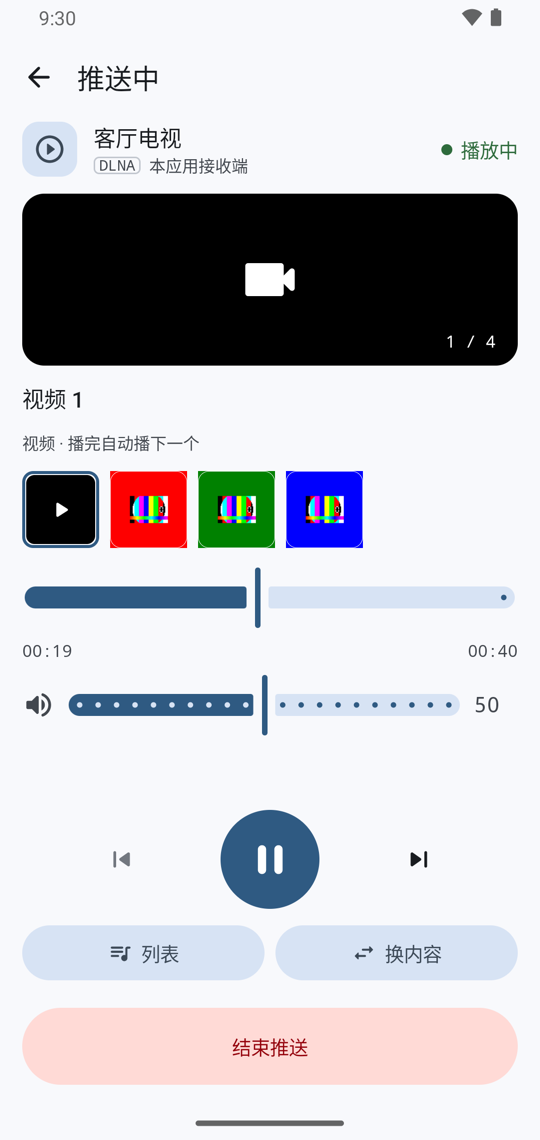 9:30
推送中
客厅电视
DLNA 本应用接收端
播放中
1 / 4
视频 1
视频 · 播完自动播下一个
00:19 00:40
50
列表 换内容
结束推送